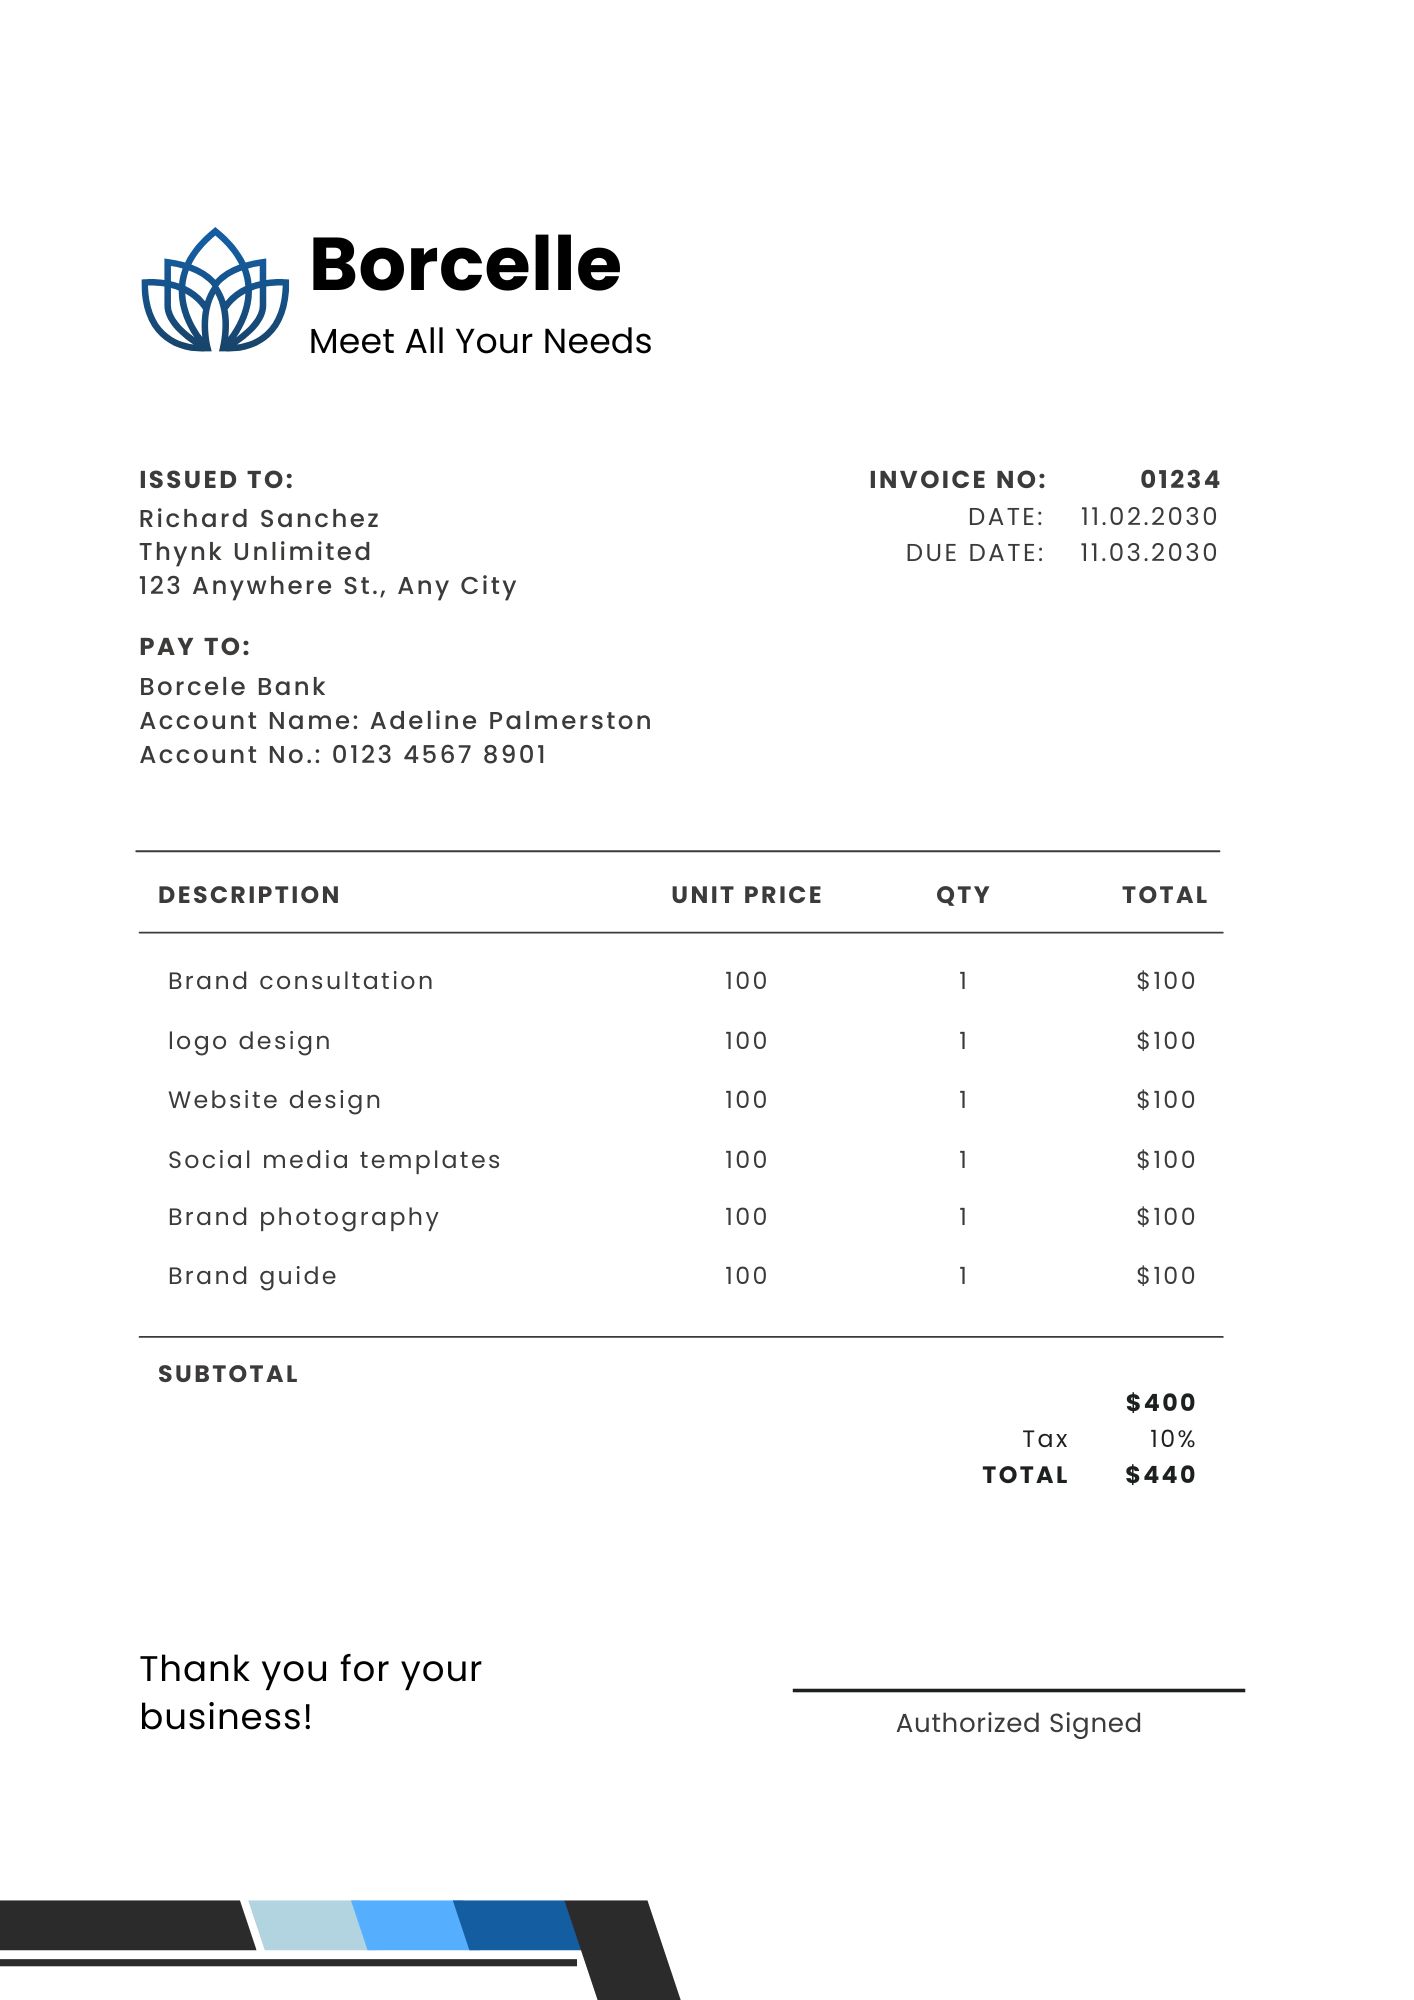 Borcelle
Meet All Your Needs
ISSUED TO:
Richard Sanchez
Thynk Unlimited
123 Anywhere St., Any City
INVOICE NO: 01234
DATE: 11.02.2030
DUE DATE: 11.03.2030
PAY TO:
Borcele Bank
Account Name: Adeline Palmerston
Account No.: 0123 4567 8901
DESCRIPTION UNIT PRICE QTY TOTAL
Brand consultation 100 1 $100
logo design 100 1 $100
Website design 100 1 $100
Social media templates 100 1 $100
Brand photography 100 1 $100
Brand guide 100 1 $100
SUBTOTAL
$400
Tax 10%
TOTAL $440
Thank you for your
business!
Authorized Signed